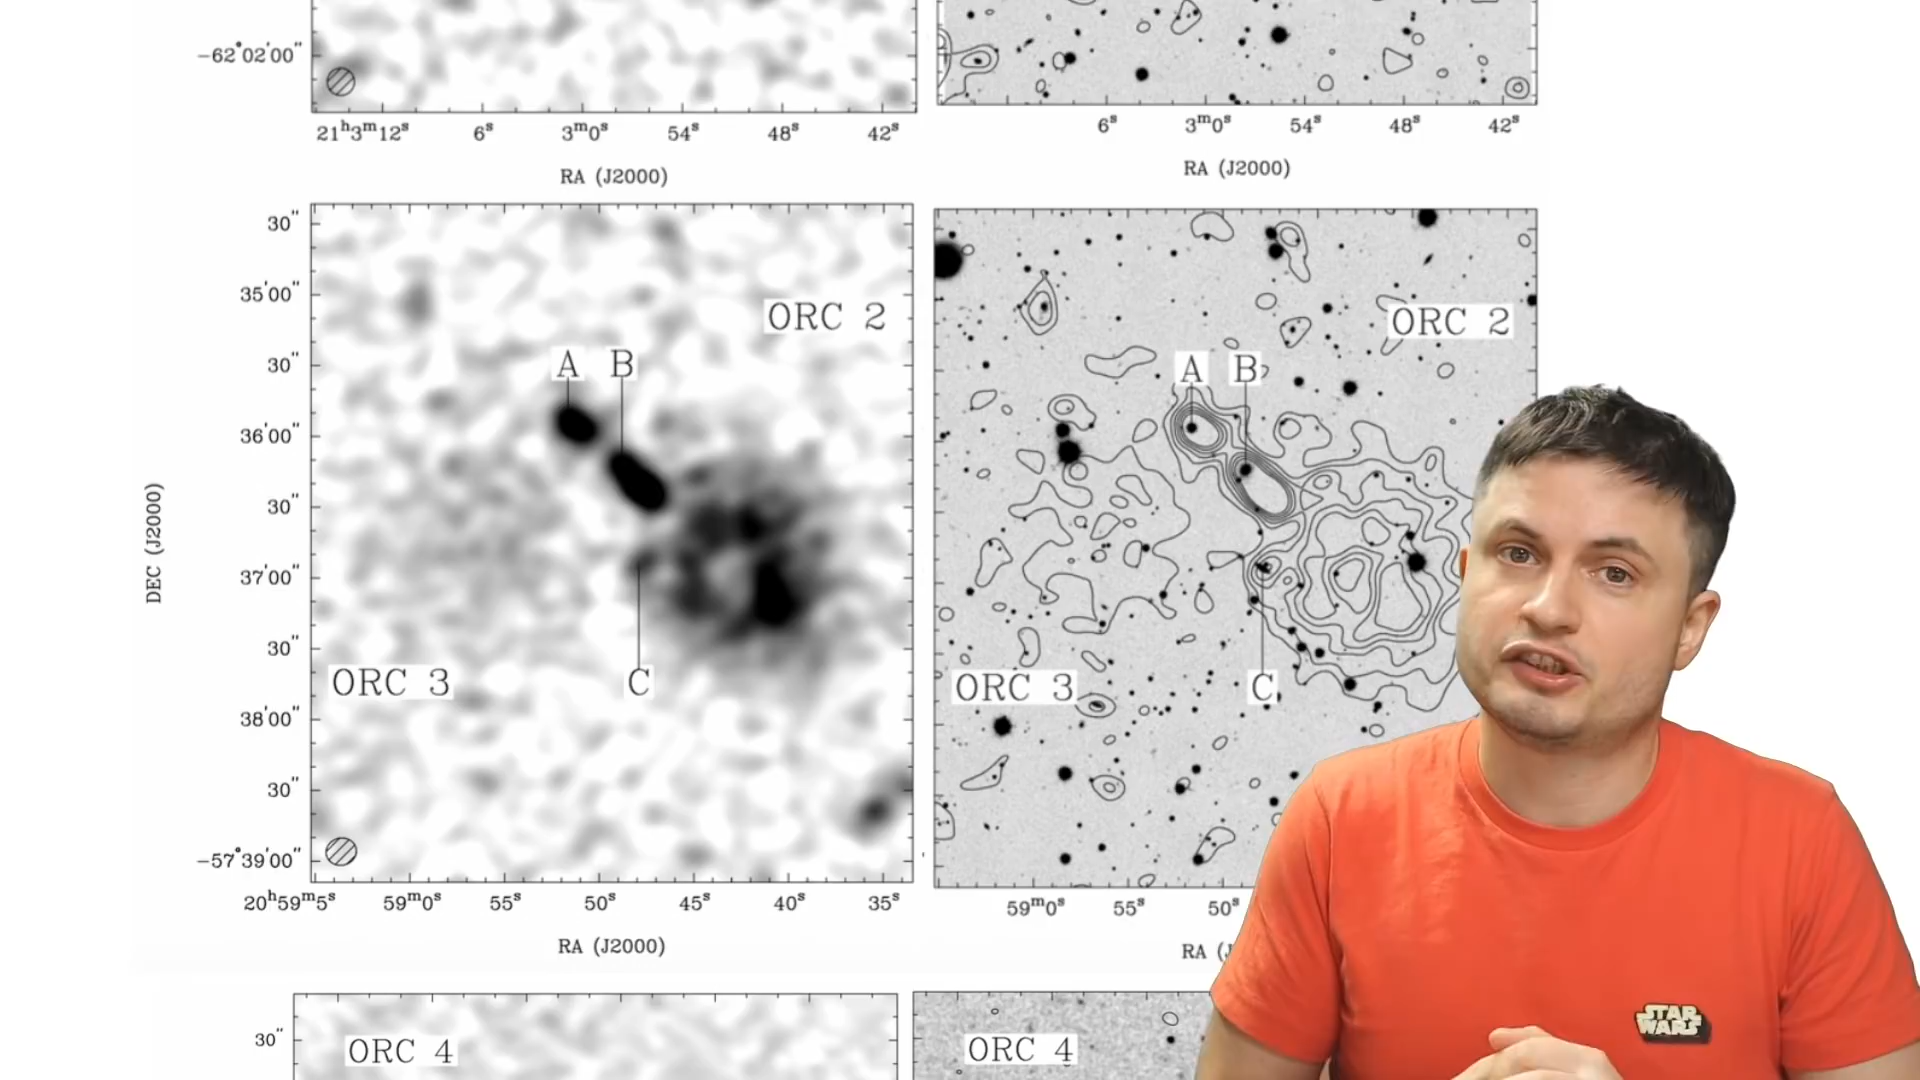 −62°02′00″
21ʰ3ᵐ12ˢ 6ˢ 3ᵐ0ˢ 54ˢ 48ˢ 42ˢ
RA (J2000)
6ˢ 3ᵐ0ˢ 54ˢ 48ˢ 42ˢ
RA (J2000)
30″
35′00″
30″
36′00″
30″
37′00″
30″
38′00″
30″
−57°39′00″
DEC (J2000)
ORC 2
A B
ORC 3
C
20ʰ59ᵐ5ˢ 59ᵐ0ˢ 55ˢ 50ˢ 45ˢ 40ˢ 35ˢ
RA (J2000)
ORC 2
A B
ORC 3
C
59ᵐ0ˢ 55ˢ 50ˢ
RA (J
30″
ORC 4
ORC 4
STAR
WARS